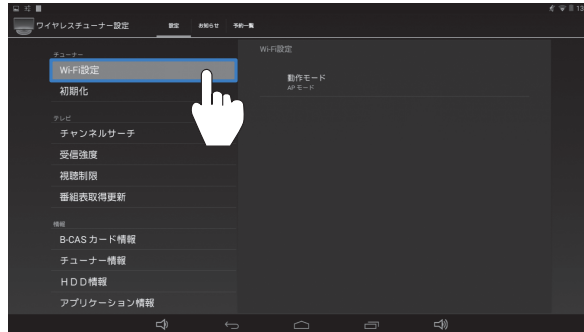 13
ワイヤレスチューナー設定
設定
お知らせ
予約一覧
チューナー
Wi-Fi設定
初期化
テレビ
チャンネルサーチ
受信強度
視聴制限
番組表取得更新
情報
B-CASカード情報
チューナー情報
HDD情報
アプリケーション情報
Wi-Fi設定
動作モード
APモード